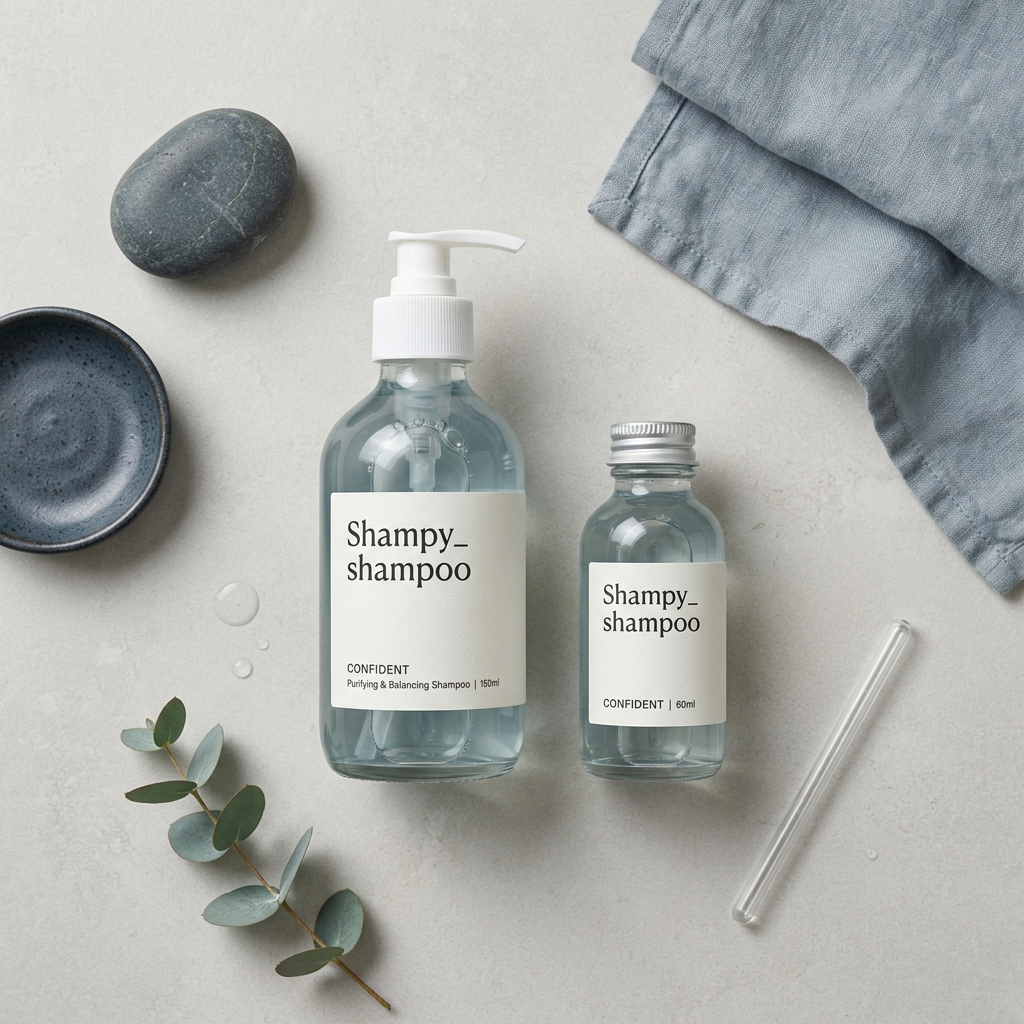 Shampy_
shampoo
CONFIDENT
Purifying & Balancing Shampoo | 150ml
Shampy_
shampoo
CONFIDENT | 60ml